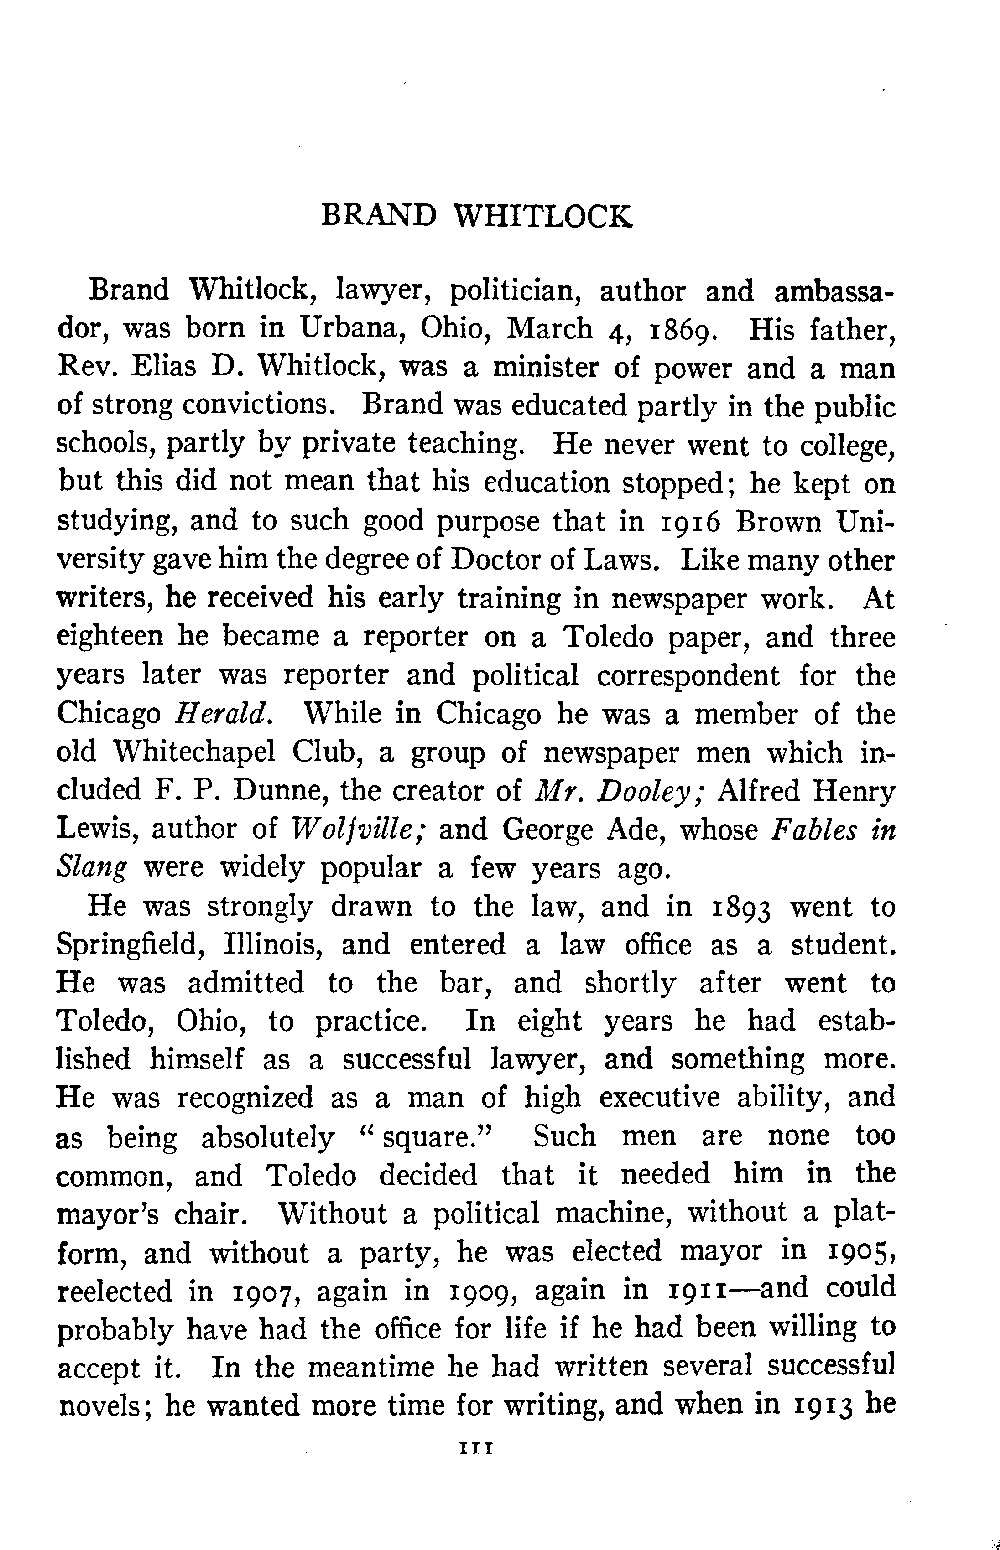 BRAND WHITLOCK
Brand Whitlock, lawyer, politician, author and ambassa-
dor, was born in Urbana, Ohio, March 4, 1869. His father,
Rev. Elias D. Whitlock, was a minister of power and a man
of strong convictions. Brand was educated partly in the public
schools, partly by private teaching. He never went to college,
but this did not mean that his education stopped; he kept on
studying, and to such good purpose that in 1916 Brown Uni-
versity gave him the degree of Doctor of Laws. Like many other
writers, he received his early training in newspaper work. At
eighteen he became a reporter on a Toledo paper, and three
years later was reporter and political correspondent for the
Chicago Herald. While in Chicago he was a member of the
old Whitechapel Club, a group of newspaper men which in-
cluded F. P. Dunne, the creator of Mr. Dooley; Alfred Henry
Lewis, author of Wolfville; and George Ade, whose Fables in
Slang were widely popular a few years ago.
He was strongly drawn to the law, and in 1893 went to
Springfield, Illinois, and entered a law office as a student.
He was admitted to the bar, and shortly after went to
Toledo, Ohio, to practice. In eight years he had estab-
lished himself as a successful lawyer, and something more.
He was recognized as a man of high executive ability, and
as being absolutely “square.” Such men are none too
common, and Toledo decided that it needed him in the
mayor's chair. Without a political machine, without a plat-
form, and without a party, he was elected mayor in 1905,
reelected in 1907, again in 1909, again in 1911—and could
probably have had the office for life if he had been willing to
accept it. In the meantime he had written several successful
novels; he wanted more time for writing, and when in 1913 he
111